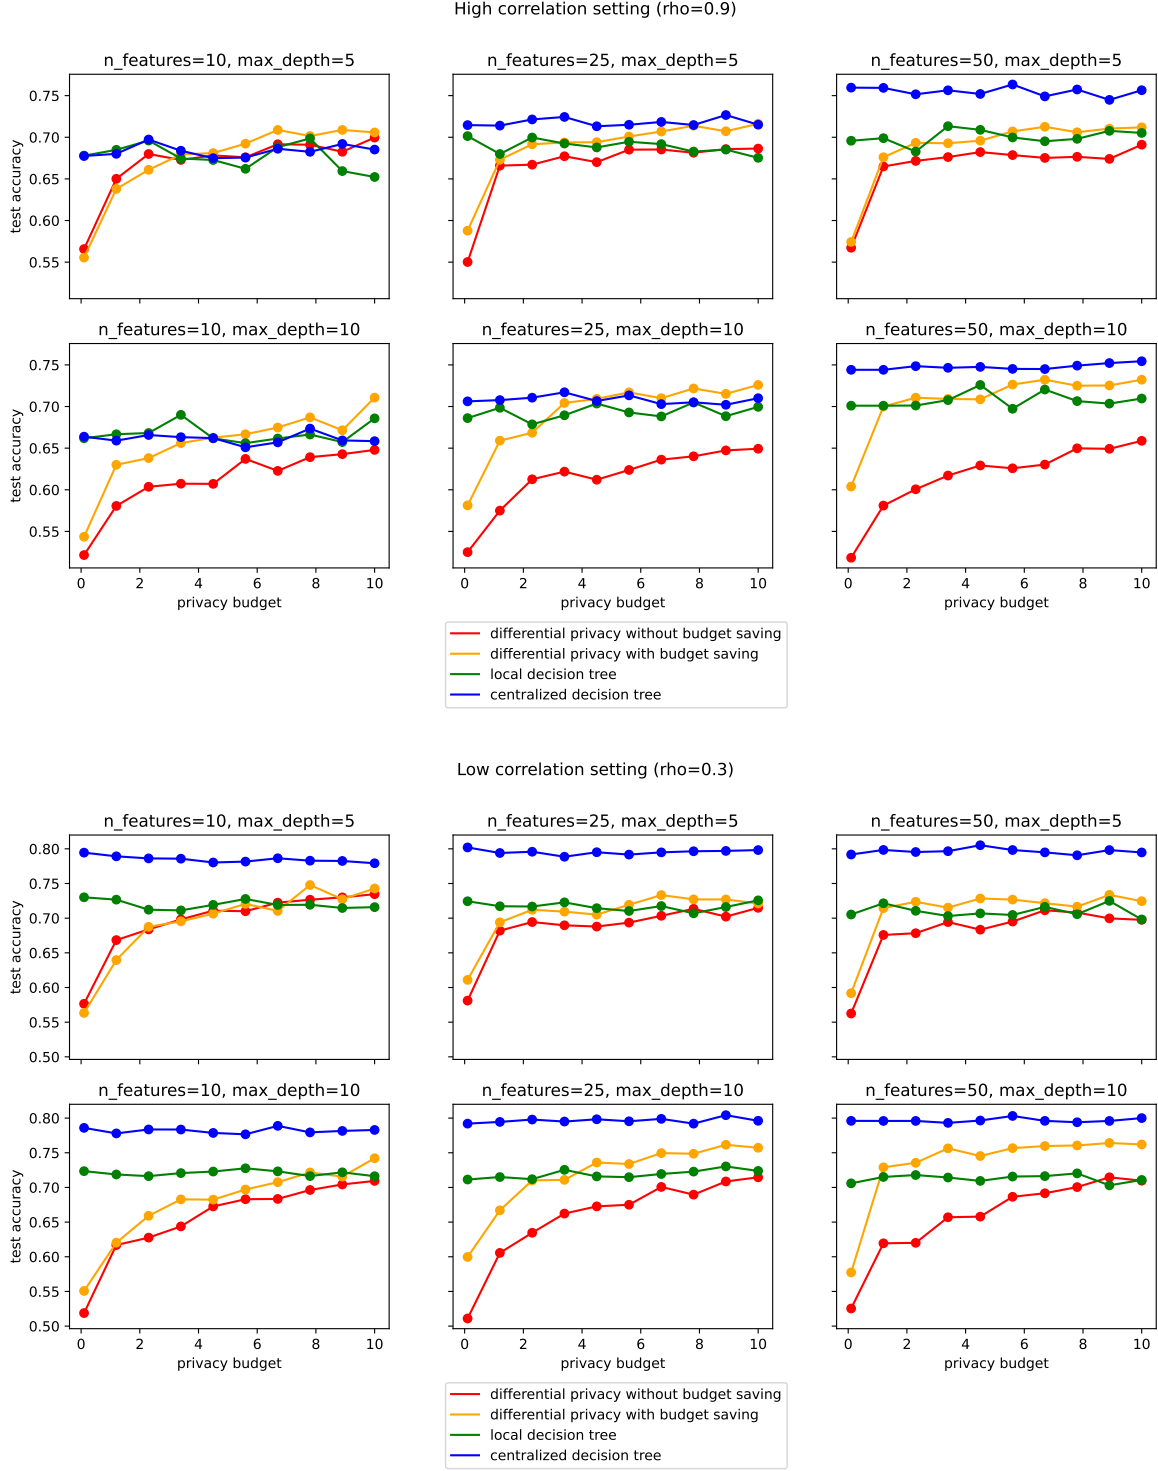 High correlation setting (rho=0.9)
n_features=10, max_depth=5
n_features=25, max_depth=5
n_features=50, max_depth=5
0.75
0.70
0.65
0.60
0.55
test accuracy
n_features=10, max_depth=10
n_features=25, max_depth=10
n_features=50, max_depth=10
0.75
0.70
0.65
0.60
0.55
test accuracy
0 2 4 6 8 10
0 2 4 6 8 10
0 2 4 6 8 10
privacy budget
privacy budget
privacy budget
differential privacy without budget saving
differential privacy with budget saving
local decision tree
centralized decision tree
Low correlation setting (rho=0.3)
n_features=10, max_depth=5
n_features=25, max_depth=5
n_features=50, max_depth=5
0.80
0.75
0.70
0.65
0.60
0.55
0.50
test accuracy
n_features=10, max_depth=10
n_features=25, max_depth=10
n_features=50, max_depth=10
0.80
0.75
0.70
0.65
0.60
0.55
0.50
test accuracy
0 2 4 6 8 10
0 2 4 6 8 10
0 2 4 6 8 10
privacy budget
privacy budget
privacy budget
differential privacy without budget saving
differential privacy with budget saving
local decision tree
centralized decision tree